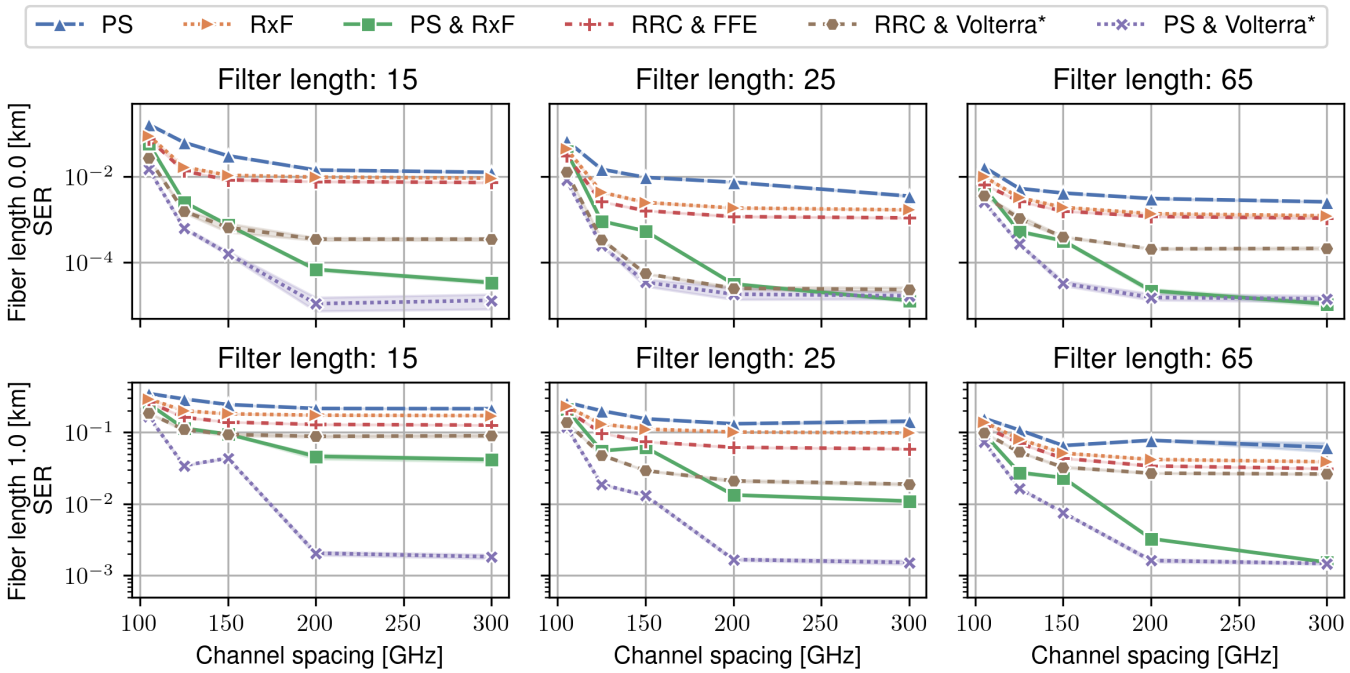 PS RxF PS & RxF RRC & FFE RRC & Volterra* PS & Volterra*
Filter length: 15 Filter length: 25 Filter length: 65
Fiber length 0.0 [km]
SER
10⁻²
10⁻⁴
Filter length: 15 Filter length: 25 Filter length: 65
Fiber length 1.0 [km]
SER
10⁻¹
10⁻²
10⁻³
100 150 200 250 300 100 150 200 250 300 100 150 200 250 300
Channel spacing [GHz] Channel spacing [GHz] Channel spacing [GHz]